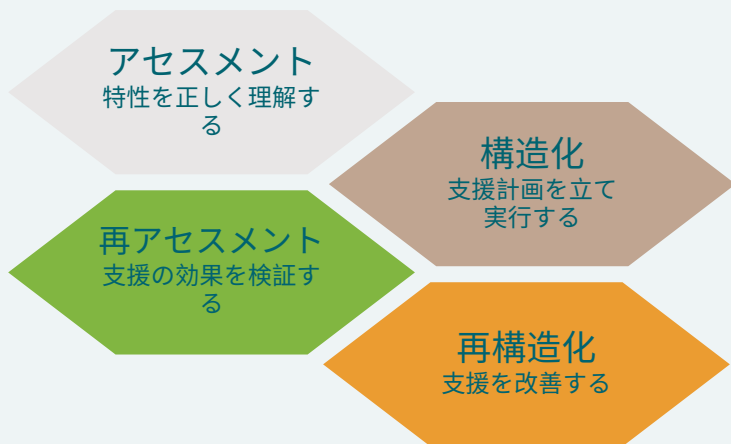 アセスメント
特性を正しく理解す
る
構造化
支援計画を立て
実行する
再アセスメント
支援の効果を検証す
る
再構造化
支援を改善する